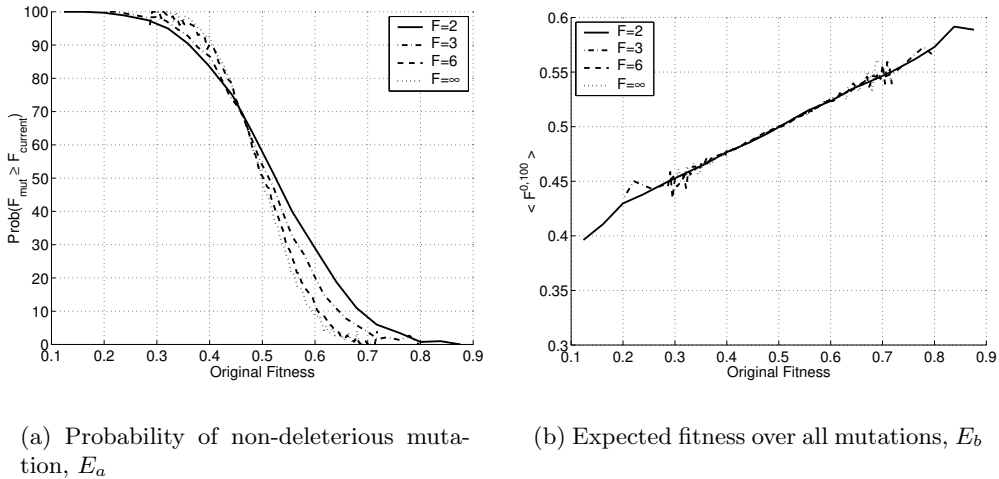 100
90
80
70
60
50
40
30
20
10
0
Prob(F_mut ≥ F_current)
0.1 0.2 0.3 0.4 0.5 0.6 0.7 0.8 0.9
Original Fitness
F=2
F=3
F=6
F=∞
0.6
0.55
0.5
0.45
0.4
0.35
0.3
< F^0,100 >
0.1 0.2 0.3 0.4 0.5 0.6 0.7 0.8 0.9
Original Fitness
F=2
F=3
F=6
F=∞
(a) Probability of non-deleterious muta-
tion, E_a
(b) Expected fitness over all mutations, E_b